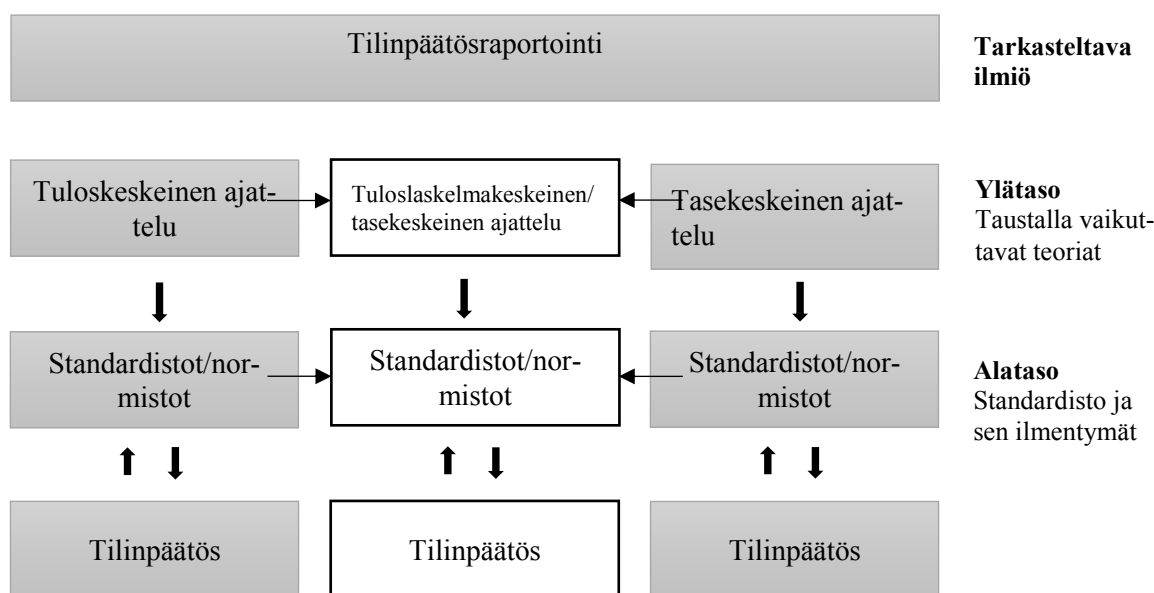 Tilinpäätösraportointi
Tarkasteltava
ilmiö
Tuloskeskeinen ajat-
telu
Tuloslaskelmakeskeinen/
tasekeskeinen ajattelu
Tasekeskeinen ajat-
telu
Ylätaso
Taustalla vaikut-
tavat teoriat
Standardistot/nor-
mistot
Standardistot/nor-
mistot
Standardistot/nor-
mistot
Alataso
Standardisto ja
sen ilmentymät
Tilinpäätös
Tilinpäätös
Tilinpäätös